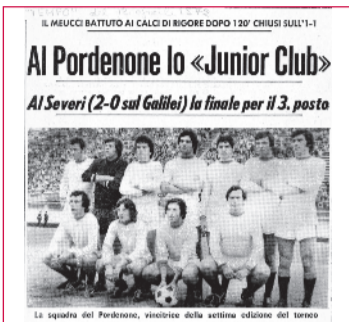 IL MEUCCI BATTUTO AI CALCI DI RIGORE DOPO 120' CHIUSI SULL'1-1
Al Pordenone lo «Junior Club»
Al Severi (2-0 sul Galilei) la finale per il 3. posto
La squadra del Pordenone, vincitrice della settima edizione del torneo